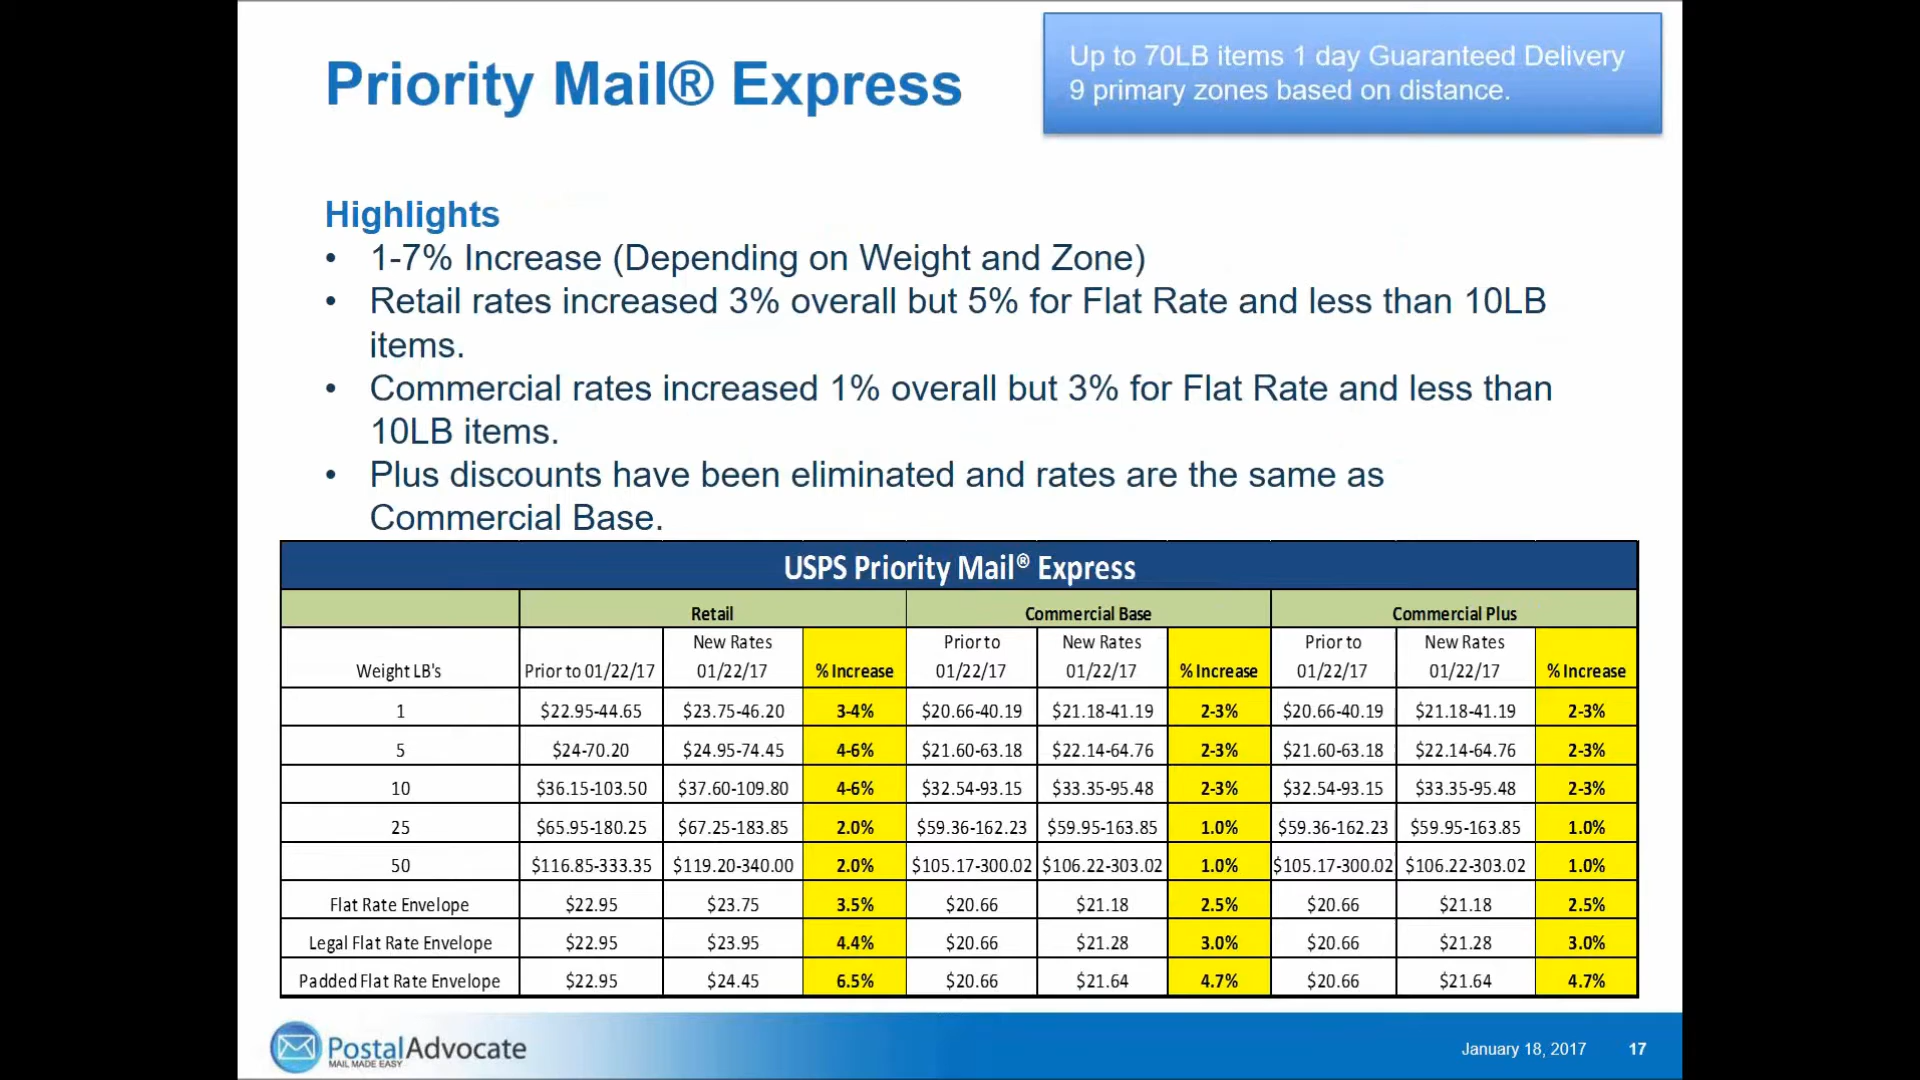 Priority Mail® Express
Up to 70LB items 1 day Guaranteed Delivery
9 primary zones based on distance.
Highlights
• 1-7% Increase (Depending on Weight and Zone)
• Retail rates increased 3% overall but 5% for Flat Rate and less than 10LB
items.
• Commercial rates increased 1% overall but 3% for Flat Rate and less than
10LB items.
• Plus discounts have been eliminated and rates are the same as
Commercial Base.
USPS Priority Mail® Express
Retail Commercial Base Commercial Plus
New Rates Prior to New Rates Prior to New Rates
Weight LB's Prior to 01/22/17 01/22/17 % Increase 01/22/17 01/22/17 % Increase 01/22/17 01/22/17 % Increase
1 $22.95-44.65 $23.75-46.20 3-4% $20.66-40.19 $21.18-41.19 2-3% $20.66-40.19 $21.18-41.19 2-3%
5 $24-70.20 $24.95-74.45 4-6% $21.60-63.18 $22.14-64.76 2-3% $21.60-63.18 $22.14-64.76 2-3%
10 $36.15-103.50 $37.60-109.80 4-6% $32.54-93.15 $33.35-95.48 2-3% $32.54-93.15 $33.35-95.48 2-3%
25 $65.95-180.25 $67.25-183.85 2.0% $59.36-162.23 $59.95-163.85 1.0% $59.36-162.23 $59.95-163.85 1.0%
50 $116.85-333.35 $119.20-340.00 2.0% $105.17-300.02 $106.22-303.02 1.0% $105.17-300.02 $106.22-303.02 1.0%
Flat Rate Envelope $22.95 $23.75 3.5% $20.66 $21.18 2.5% $20.66 $21.18 2.5%
Legal Flat Rate Envelope $22.95 $23.95 4.4% $20.66 $21.28 3.0% $20.66 $21.28 3.0%
Padded Flat Rate Envelope $22.95 $24.45 6.5% $20.66 $21.64 4.7% $20.66 $21.64 4.7%
PostalAdvocate
MAIL MADE EASY
January 18, 2017 17